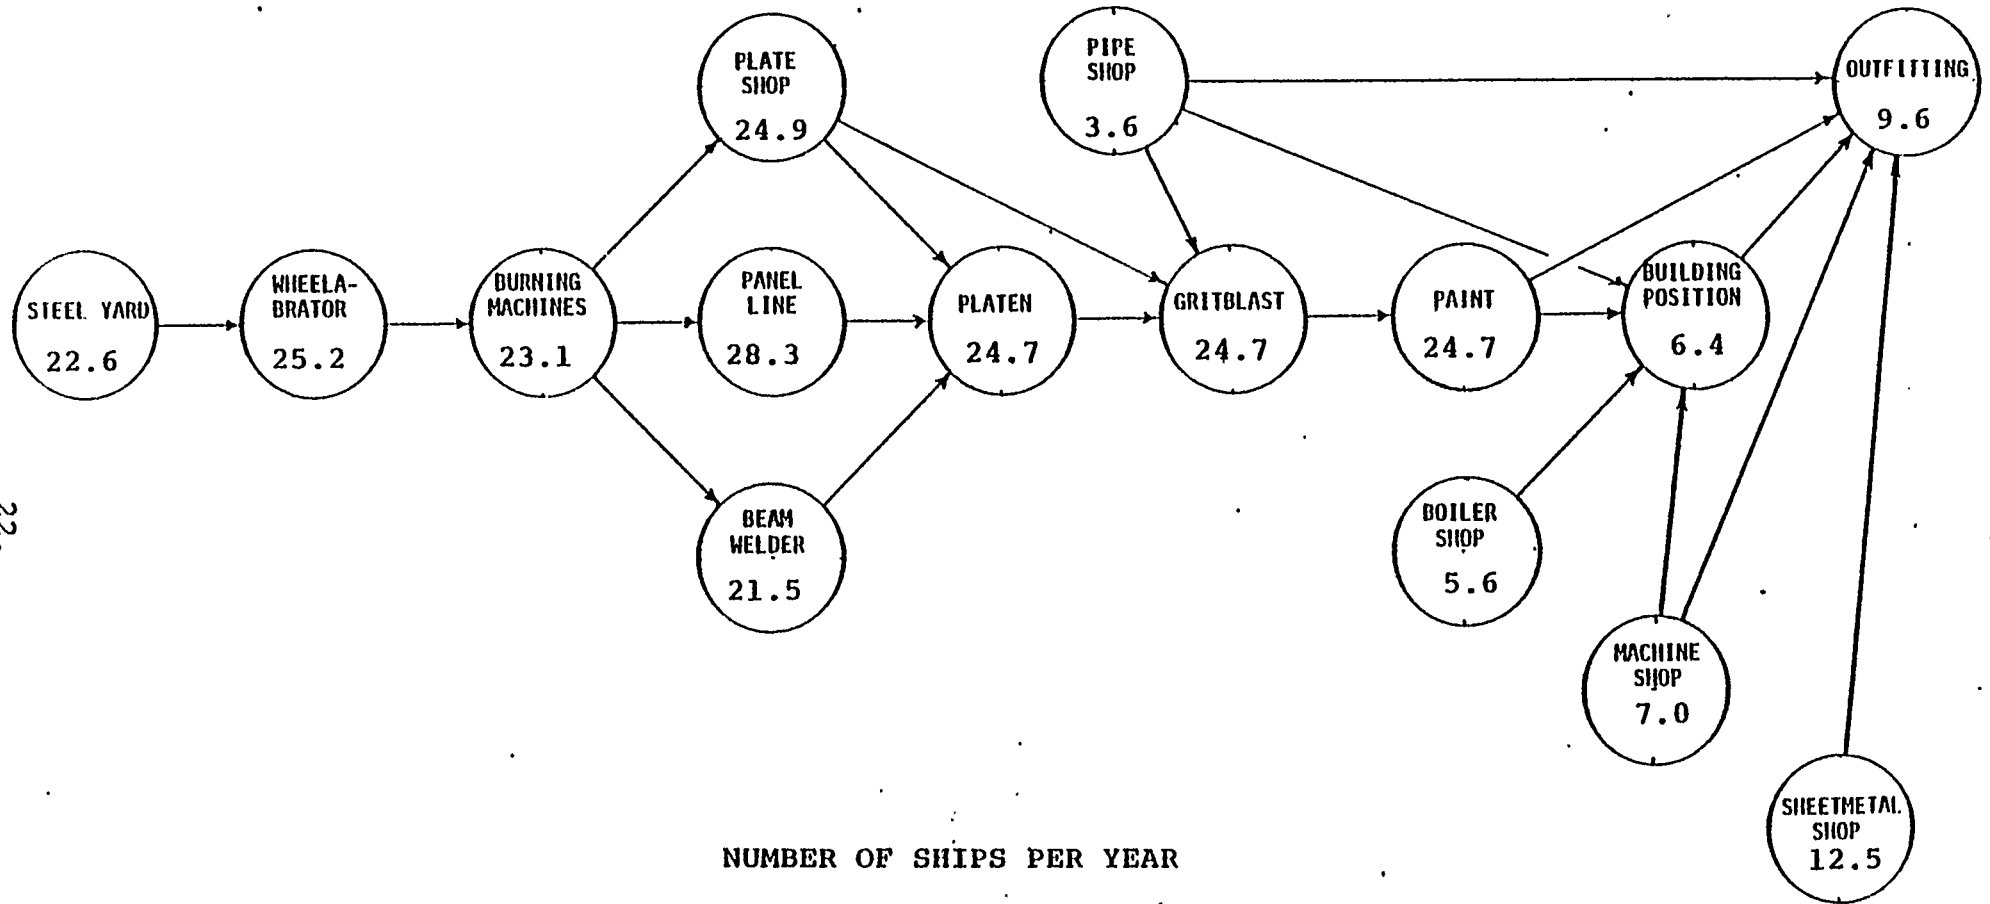 PLATE
SHOP
24.9
PIPE
SHOP
3.6
OUTFITTING
9.6
STEEL YARD
22.6
WHEELA-
BRATOR
25.2
BURNING
MACHINES
23.1
PANEL
LINE
28.3
PLATEN
24.7
GRITBLAST
24.7
PAINT
24.7
BUILDING
POSITION
6.4
BEAM
WELDER
21.5
BOILER
SHOP
5.6
MACHINE
SHOP
7.0
SHEETMETAL
SHOP
12.5
NUMBER OF SHIPS PER YEAR
22